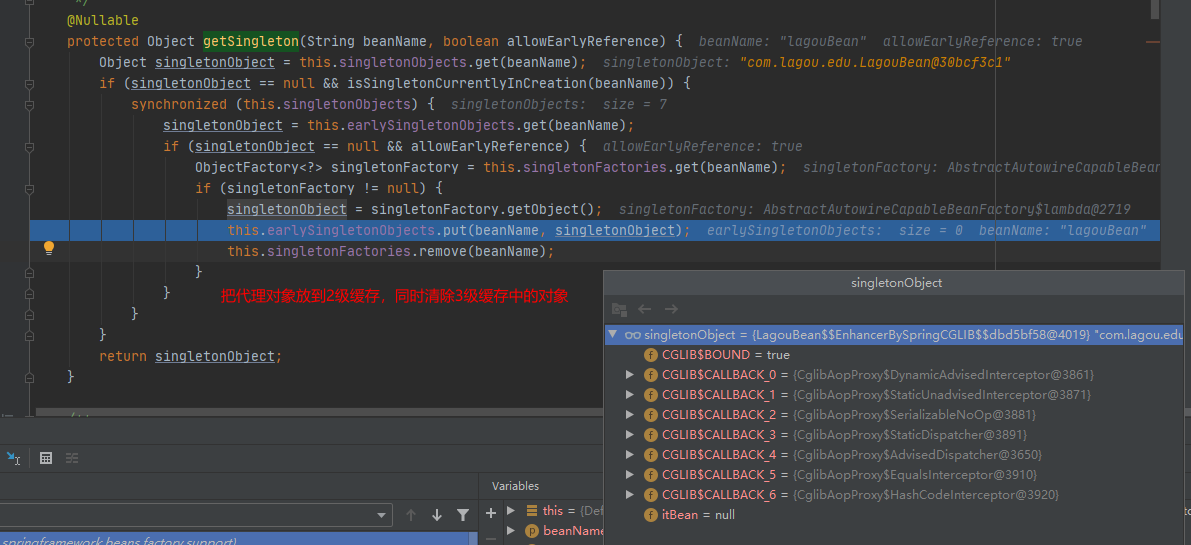 */
@Nullable
protected Object getSingleton(String beanName, boolean allowEarlyReference) { beanName: "lagouBean" allowEarlyReference: true
Object singletonObject = this.singletonObjects.get(beanName); singletonObject: "com.lagou.edu.LagouBean@30bcf3c1"
if (singletonObject == null && isSingletonCurrentlyInCreation(beanName)) {
synchronized (this.singletonObjects) { singletonObjects: size = 7
singletonObject = this.earlySingletonObjects.get(beanName);
if (singletonObject == null && allowEarlyReference) { allowEarlyReference: true
ObjectFactory<?> singletonFactory = this.singletonFactories.get(beanName); singletonFactory: AbstractAutowireCapableBean
if (singletonFactory != null) {
singletonObject = singletonFactory.getObject(); singletonFactory: AbstractAutowireCapableBeanFactory$lambda@2719
this.earlySingletonObjects.put(beanName, singletonObject); earlySingletonObjects: size = 0 beanName: "lagouBean"
this.singletonFactories.remove(beanName);
}
}
把代理对象放到2级缓存，同时清除3级缓存中的对象
}
}
return singletonObject;
}
singletonObject
singletonObject = {LagouBean$$EnhancerBySpringCGLIB$$dbd5bf58@4019} "com.lagou.edu
CGLIB$BOUND = true
CGLIB$CALLBACK_0 = {CglibAopProxy$DynamicAdvisedInterceptor@3861}
CGLIB$CALLBACK_1 = {CglibAopProxy$StaticUnadvisedInterceptor@3871}
CGLIB$CALLBACK_2 = {CglibAopProxy$SerializableNoOp@3881}
CGLIB$CALLBACK_3 = {CglibAopProxy$StaticDispatcher@3891}
CGLIB$CALLBACK_4 = {CglibAopProxy$AdvisedDispatcher@3650}
CGLIB$CALLBACK_5 = {CglibAopProxy$EqualsInterceptor@3910}
CGLIB$CALLBACK_6 = {CglibAopProxy$HashCodeInterceptor@3920}
itBean = null
Variables
this = {Def
beanName
springframework.beans.factory.support)